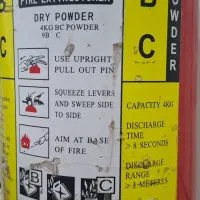 FIRE EXTINGUISHER
DRY POWDER
4KG BC POWDER
9B C
USE UPRIGHT
PULL OUT PIN
SQUEEZE LEVERS
AND SWEEP SIDE
TO SIDE
AIM AT BASE
OF FIRE
B
C
B
C
POWDER
CAPACITY 4KG
DISCHARGE
TIME
≥ 8 SECONDS
DISCHARGE
RANGE
METRES
B
C